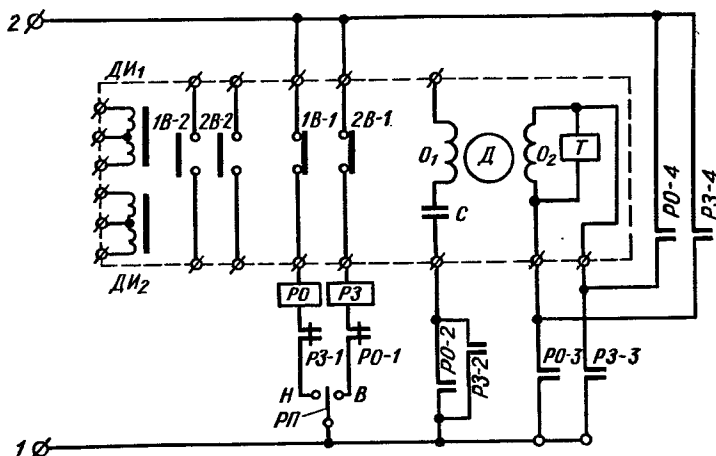 2
ДИ₁
1В-2
2В-2
1В-1
2В-1
О₁
Д
О₂
Т
РО-4
РЗ-4
С
ДИ₂
РО
РЗ
РЗ-1
РО-1
РО-2
РЗ-2
РО-3
РЗ-3
Н
В
РП
1